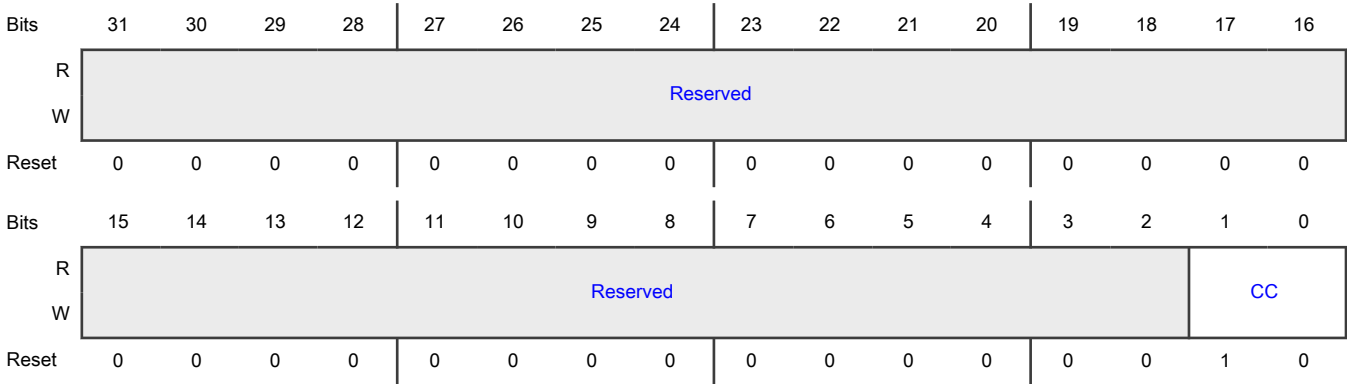 Bits 31 30 29 28 27 26 25 24 23 22 21 20 19 18 17 16
R
Reserved
W
Reset 0 0 0 0 0 0 0 0 0 0 0 0 0 0 0 0
Bits 15 14 13 12 11 10 9 8 7 6 5 4 3 2 1 0
R
Reserved CC
W
Reset 0 0 0 0 0 0 0 0 0 0 0 0 0 0 1 0